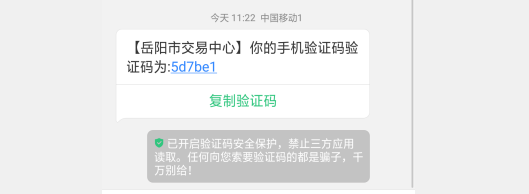 今天 11:22 中国移动1
【岳阳市交易中心】你的手机验证码验
证码为:5d7be1
复制验证码
已开启验证码安全保护，禁止三方应用
读取。任何向您索要验证码的都是骗子，千
万别给！